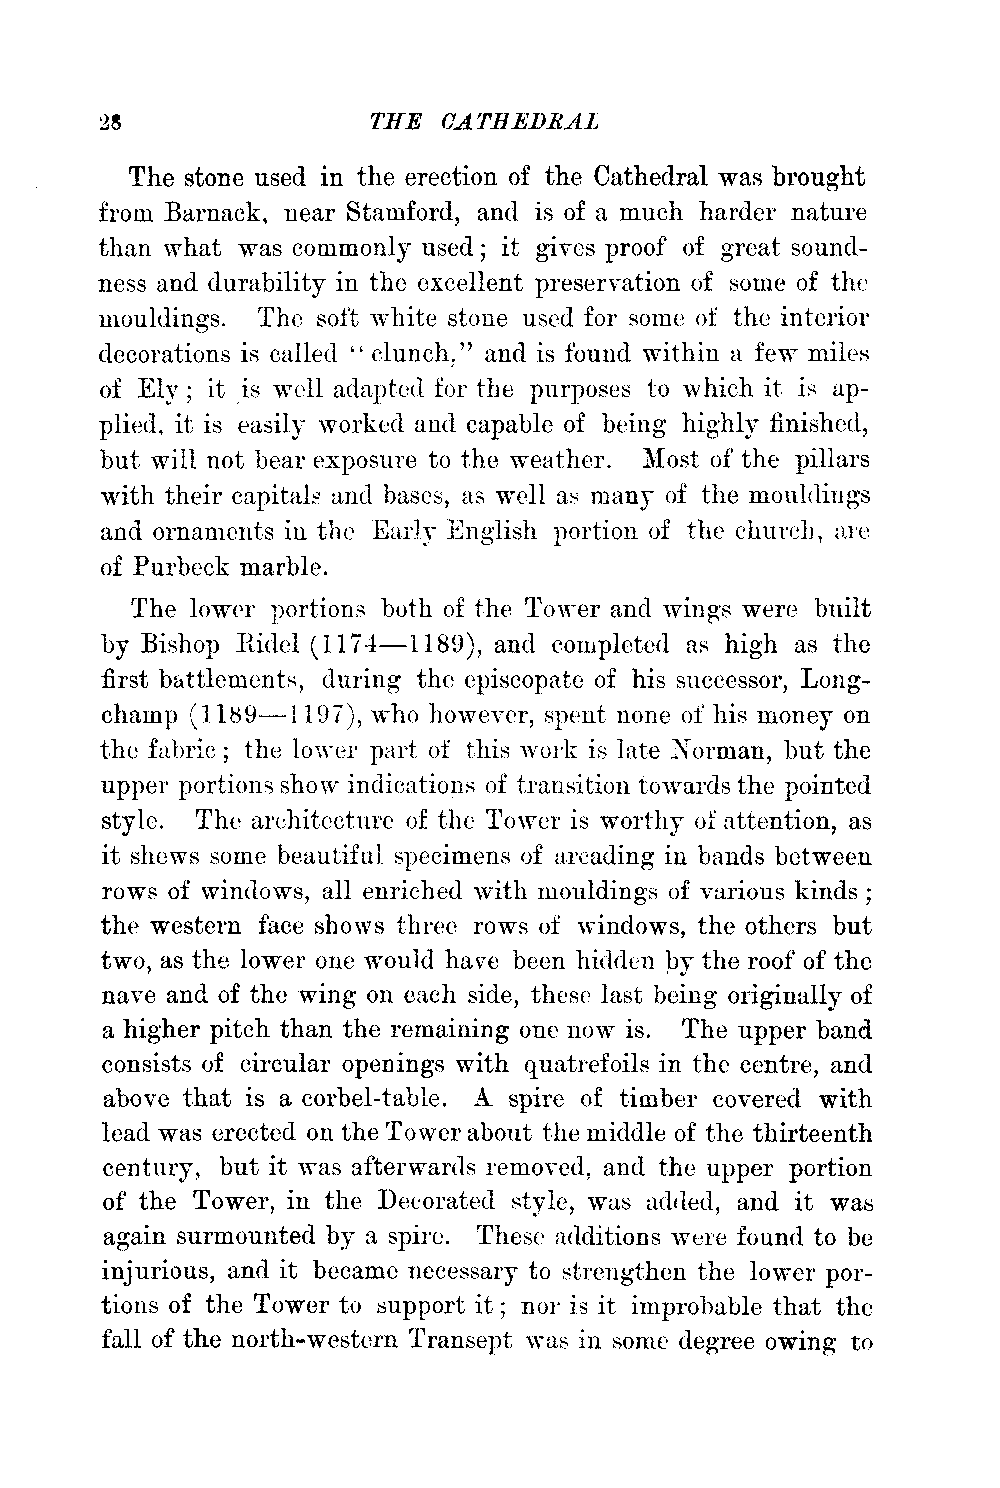 28 THE CATHEDRAL
The stone used in the erection of the Cathedral was brought
from Barnack, near Stamford, and is of a much harder nature
than what was commonly used; it gives proof of great sound-
ness and durability in the excellent preservation of some of the
mouldings. The soft white stone used for some of the interior
decorations is called "clunch," and is found within a few miles
of Ely; it is well adapted for the purposes to which it is ap-
plied, it is easily worked and capable of being highly finished,
but will not bear exposure to the weather. Most of the pillars
with their capitals and bases, as well as many of the mouldings
and ornaments in the Early English portion of the church, are
of Purbeck marble.
The lower portions both of the Tower and wings were built
by Bishop Ridel (1174—1189), and completed as high as the
first battlements, during the episcopate of his successor, Long-
champ (1189—1197), who however, spent none of his money on
the fabric; the lower part of this work is late Norman, but the
upper portions show indications of transition towards the pointed
style. The architecture of the Tower is worthy of attention, as
it shews some beautiful specimens of arcading in bands between
rows of windows, all enriched with mouldings of various kinds;
the western face shows three rows of windows, the others but
two, as the lower one would have been hidden by the roof of the
nave and of the wing on each side, these last being originally of
a higher pitch than the remaining one now is. The upper band
consists of circular openings with quatrefoils in the centre, and
above that is a corbel-table. A spire of timber covered with
lead was erected on the Tower about the middle of the thirteenth
century, but it was afterwards removed, and the upper portion
of the Tower, in the Decorated style, was added, and it was
again surmounted by a spire. These additions were found to be
injurious, and it became necessary to strengthen the lower por-
tions of the Tower to support it; nor is it improbable that the
fall of the north-western Transept was in some degree owing to